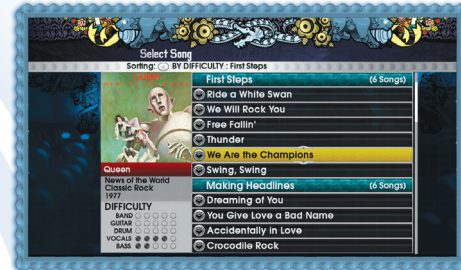 Select Song
Sorting: BY DIFFICULTY : First Steps
First Steps (6 Songs)
Ride a White Swan
We Will Rock You
Free Fallin'
Thunder
We Are the Champions
Swing, Swing
Making Headlines (6 Songs)
Dreaming of You
You Give Love a Bad Name
Accidentally in Love
Crocodile Rock
Queen
News of the World
Classic Rock
1977
DIFFICULTY
BAND
GUITAR
DRUM
VOCALS
BASS